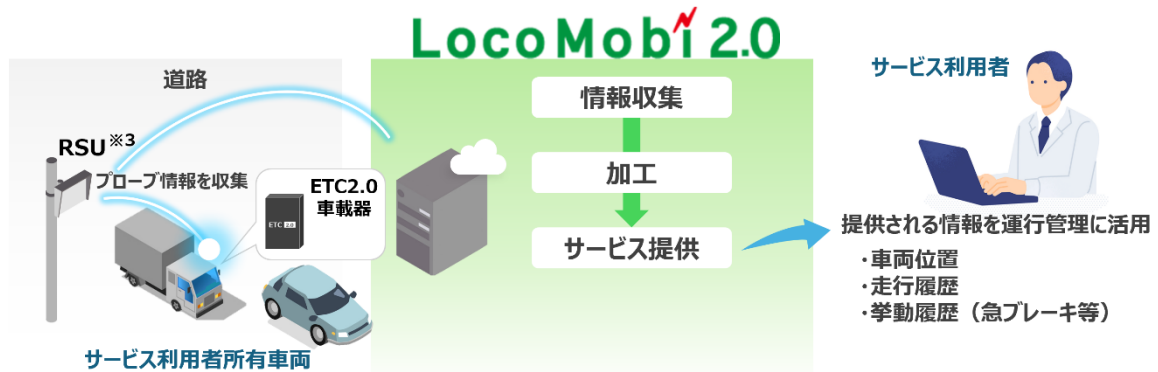 LocoMobi 2.0
道路
RSU※3
プローブ情報を収集
ETC2.0
車載器
ETC 2.0
サービス利用者所有車両
情報収集
加工
サービス提供
サービス利用者
提供される情報を運行管理に活用
・車両位置
・走行履歴
・挙動履歴（急ブレーキ等）